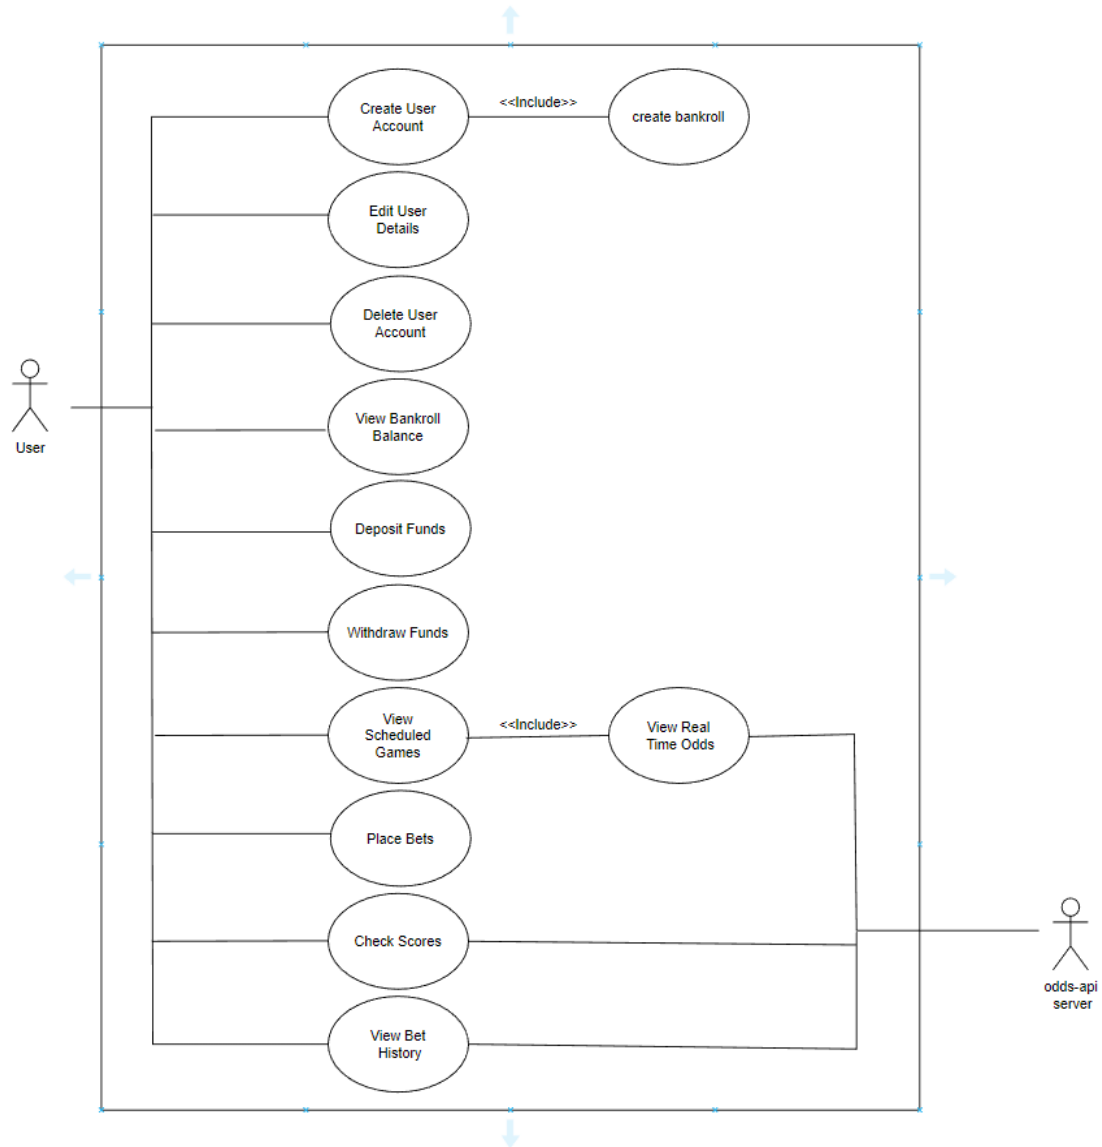 Create User
Account
<<Include>>
create bankroll
Edit User
Details
Delete User
Account
User
View Bankroll
Balance
Deposit Funds
Withdraw Funds
View
Scheduled
Games
<<Include>>
View Real
Time Odds
Place Bets
Check Scores
odds-api
server
View Bet
History